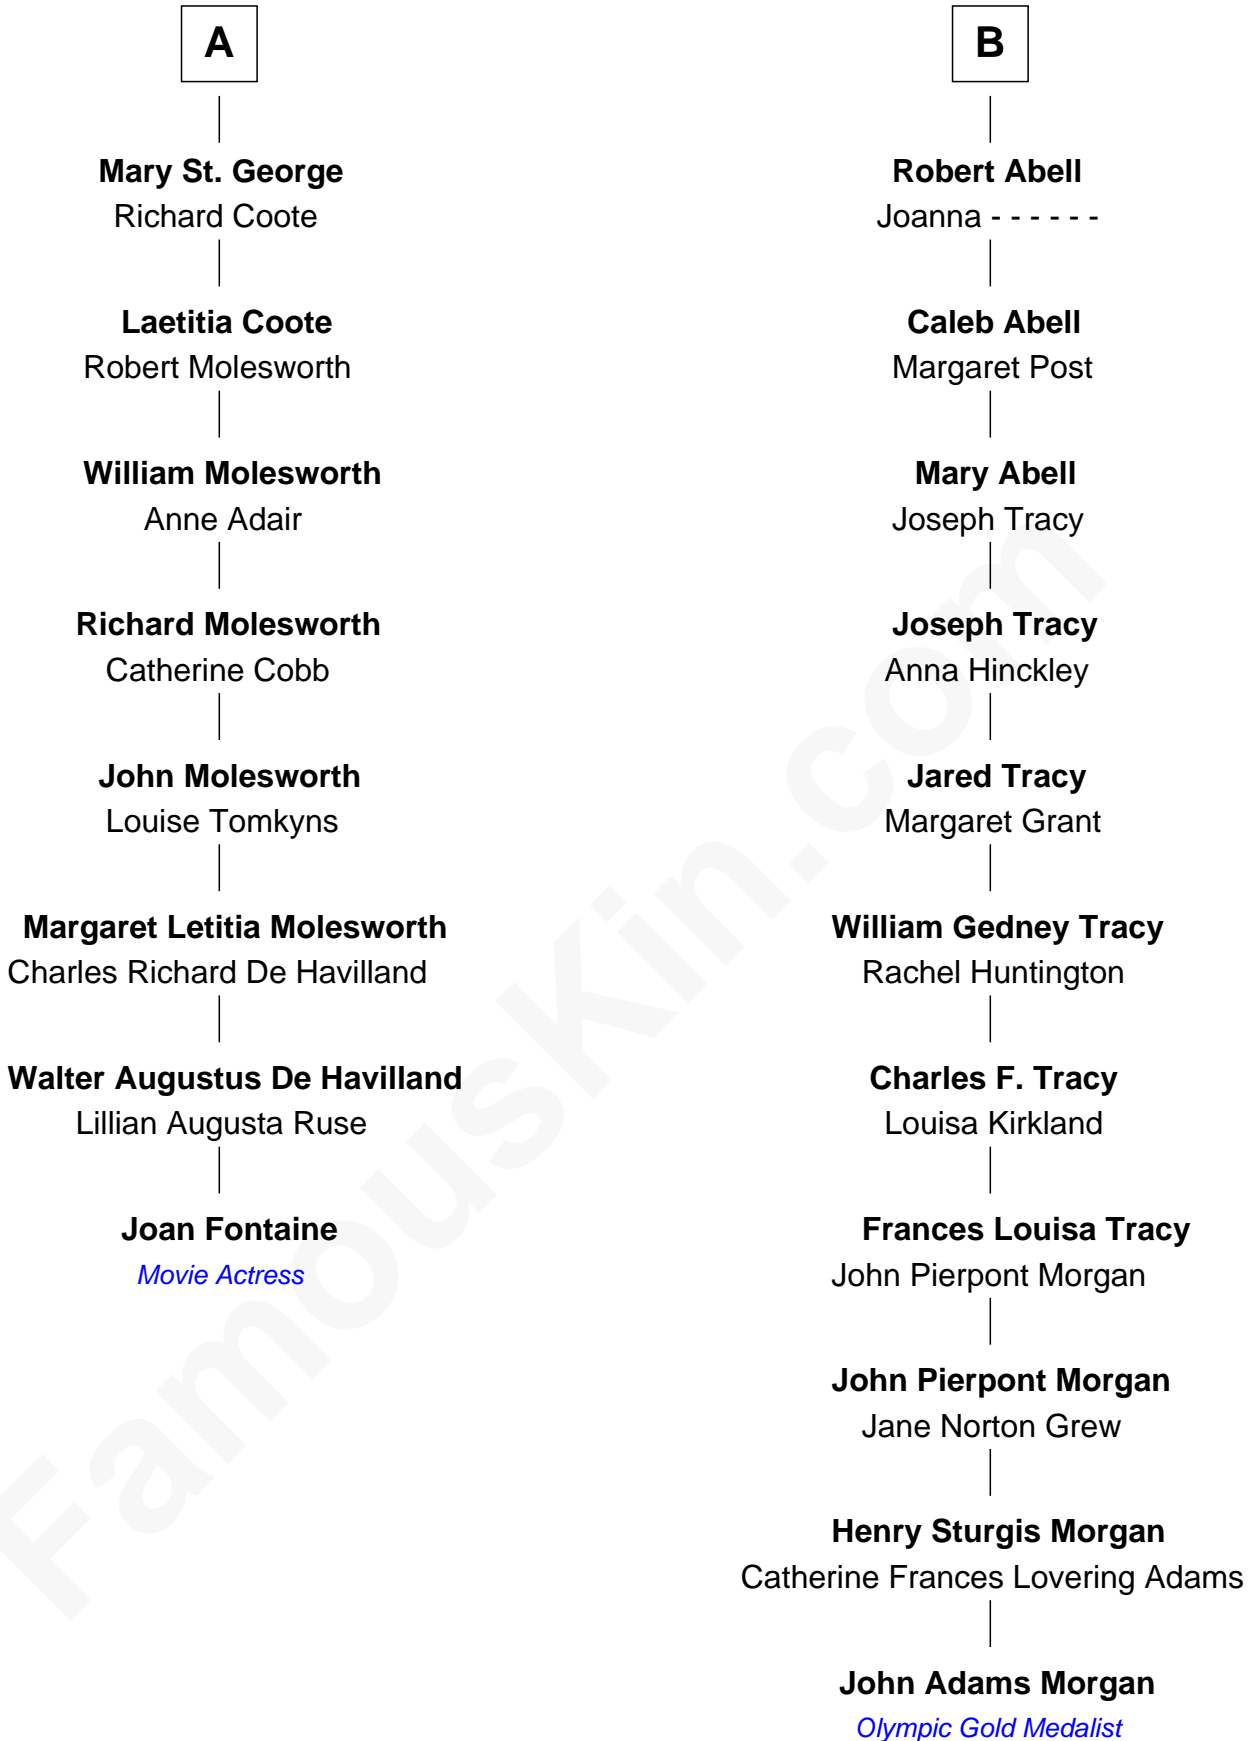 A
Mary St. George
Richard Coote
Laetitia Coote
Robert Molesworth
William Molesworth
Anne Adair
Richard Molesworth
Catherine Cobb
John Molesworth
Louise Tomkyns
Margaret Letitia Molesworth
Charles Richard De Havilland
Walter Augustus De Havilland
Lillian Augusta Ruse
Joan Fontaine
Movie Actress
B
Robert Abell
Joanna - - - - - -
Caleb Abell
Margaret Post
Mary Abell
Joseph Tracy
Joseph Tracy
Anna Hinckley
Jared Tracy
Margaret Grant
William Gedney Tracy
Rachel Huntington
Charles F. Tracy
Louisa Kirkland
Frances Louisa Tracy
John Pierpont Morgan
John Pierpont Morgan
Jane Norton Grew
Henry Sturgis Morgan
Catherine Frances Lovering Adams
John Adams Morgan
Olympic Gold Medalist
FamousKin.com